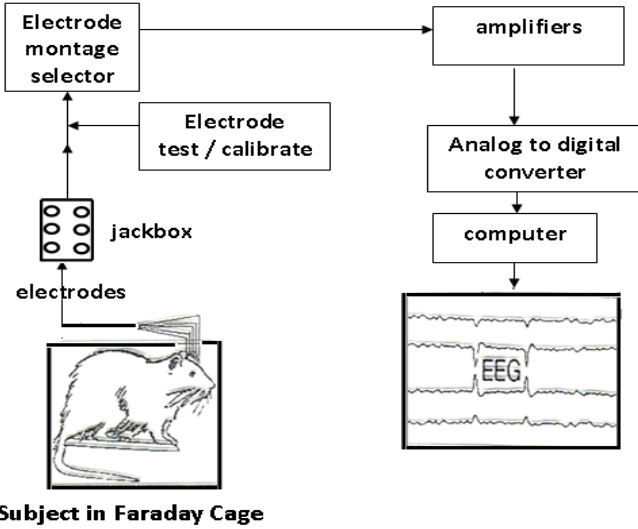 Electrode
montage
selector
amplifiers
Electrode
test / calibrate
Analog to digital
converter
jackbox
computer
electrodes
EEG
Subject in Faraday Cage